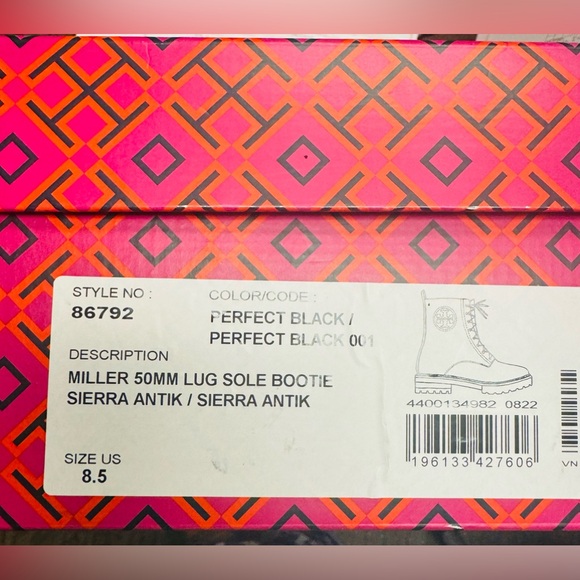 STYLE NO :
86792
COLOR/CODE :
PERFECT BLACK /
PERFECT BLACK 001
DESCRIPTION
MILLER 50MM LUG SOLE BOOTIE
SIERRA ANTIK / SIERRA ANTIK
SIZE US
8.5
4400134982 0822
196133 427606
VN